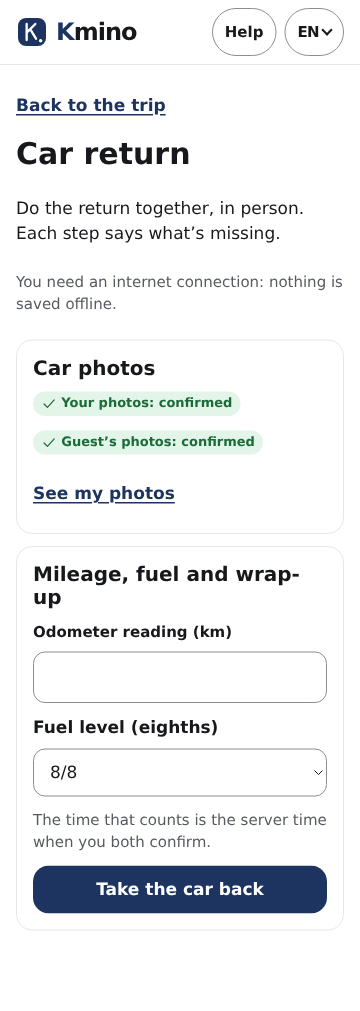 Kmino
Help
EN
Back to the trip
Car return
Do the return together, in person.
Each step says what’s missing.
You need an internet connection: nothing is
saved offline.
Car photos
Your photos: confirmed
Guest’s photos: confirmed
See my photos
Mileage, fuel and wrap-
up
Odometer reading (km)
Fuel level (eighths)
8/8
The time that counts is the server time
when you both confirm.
Take the car back